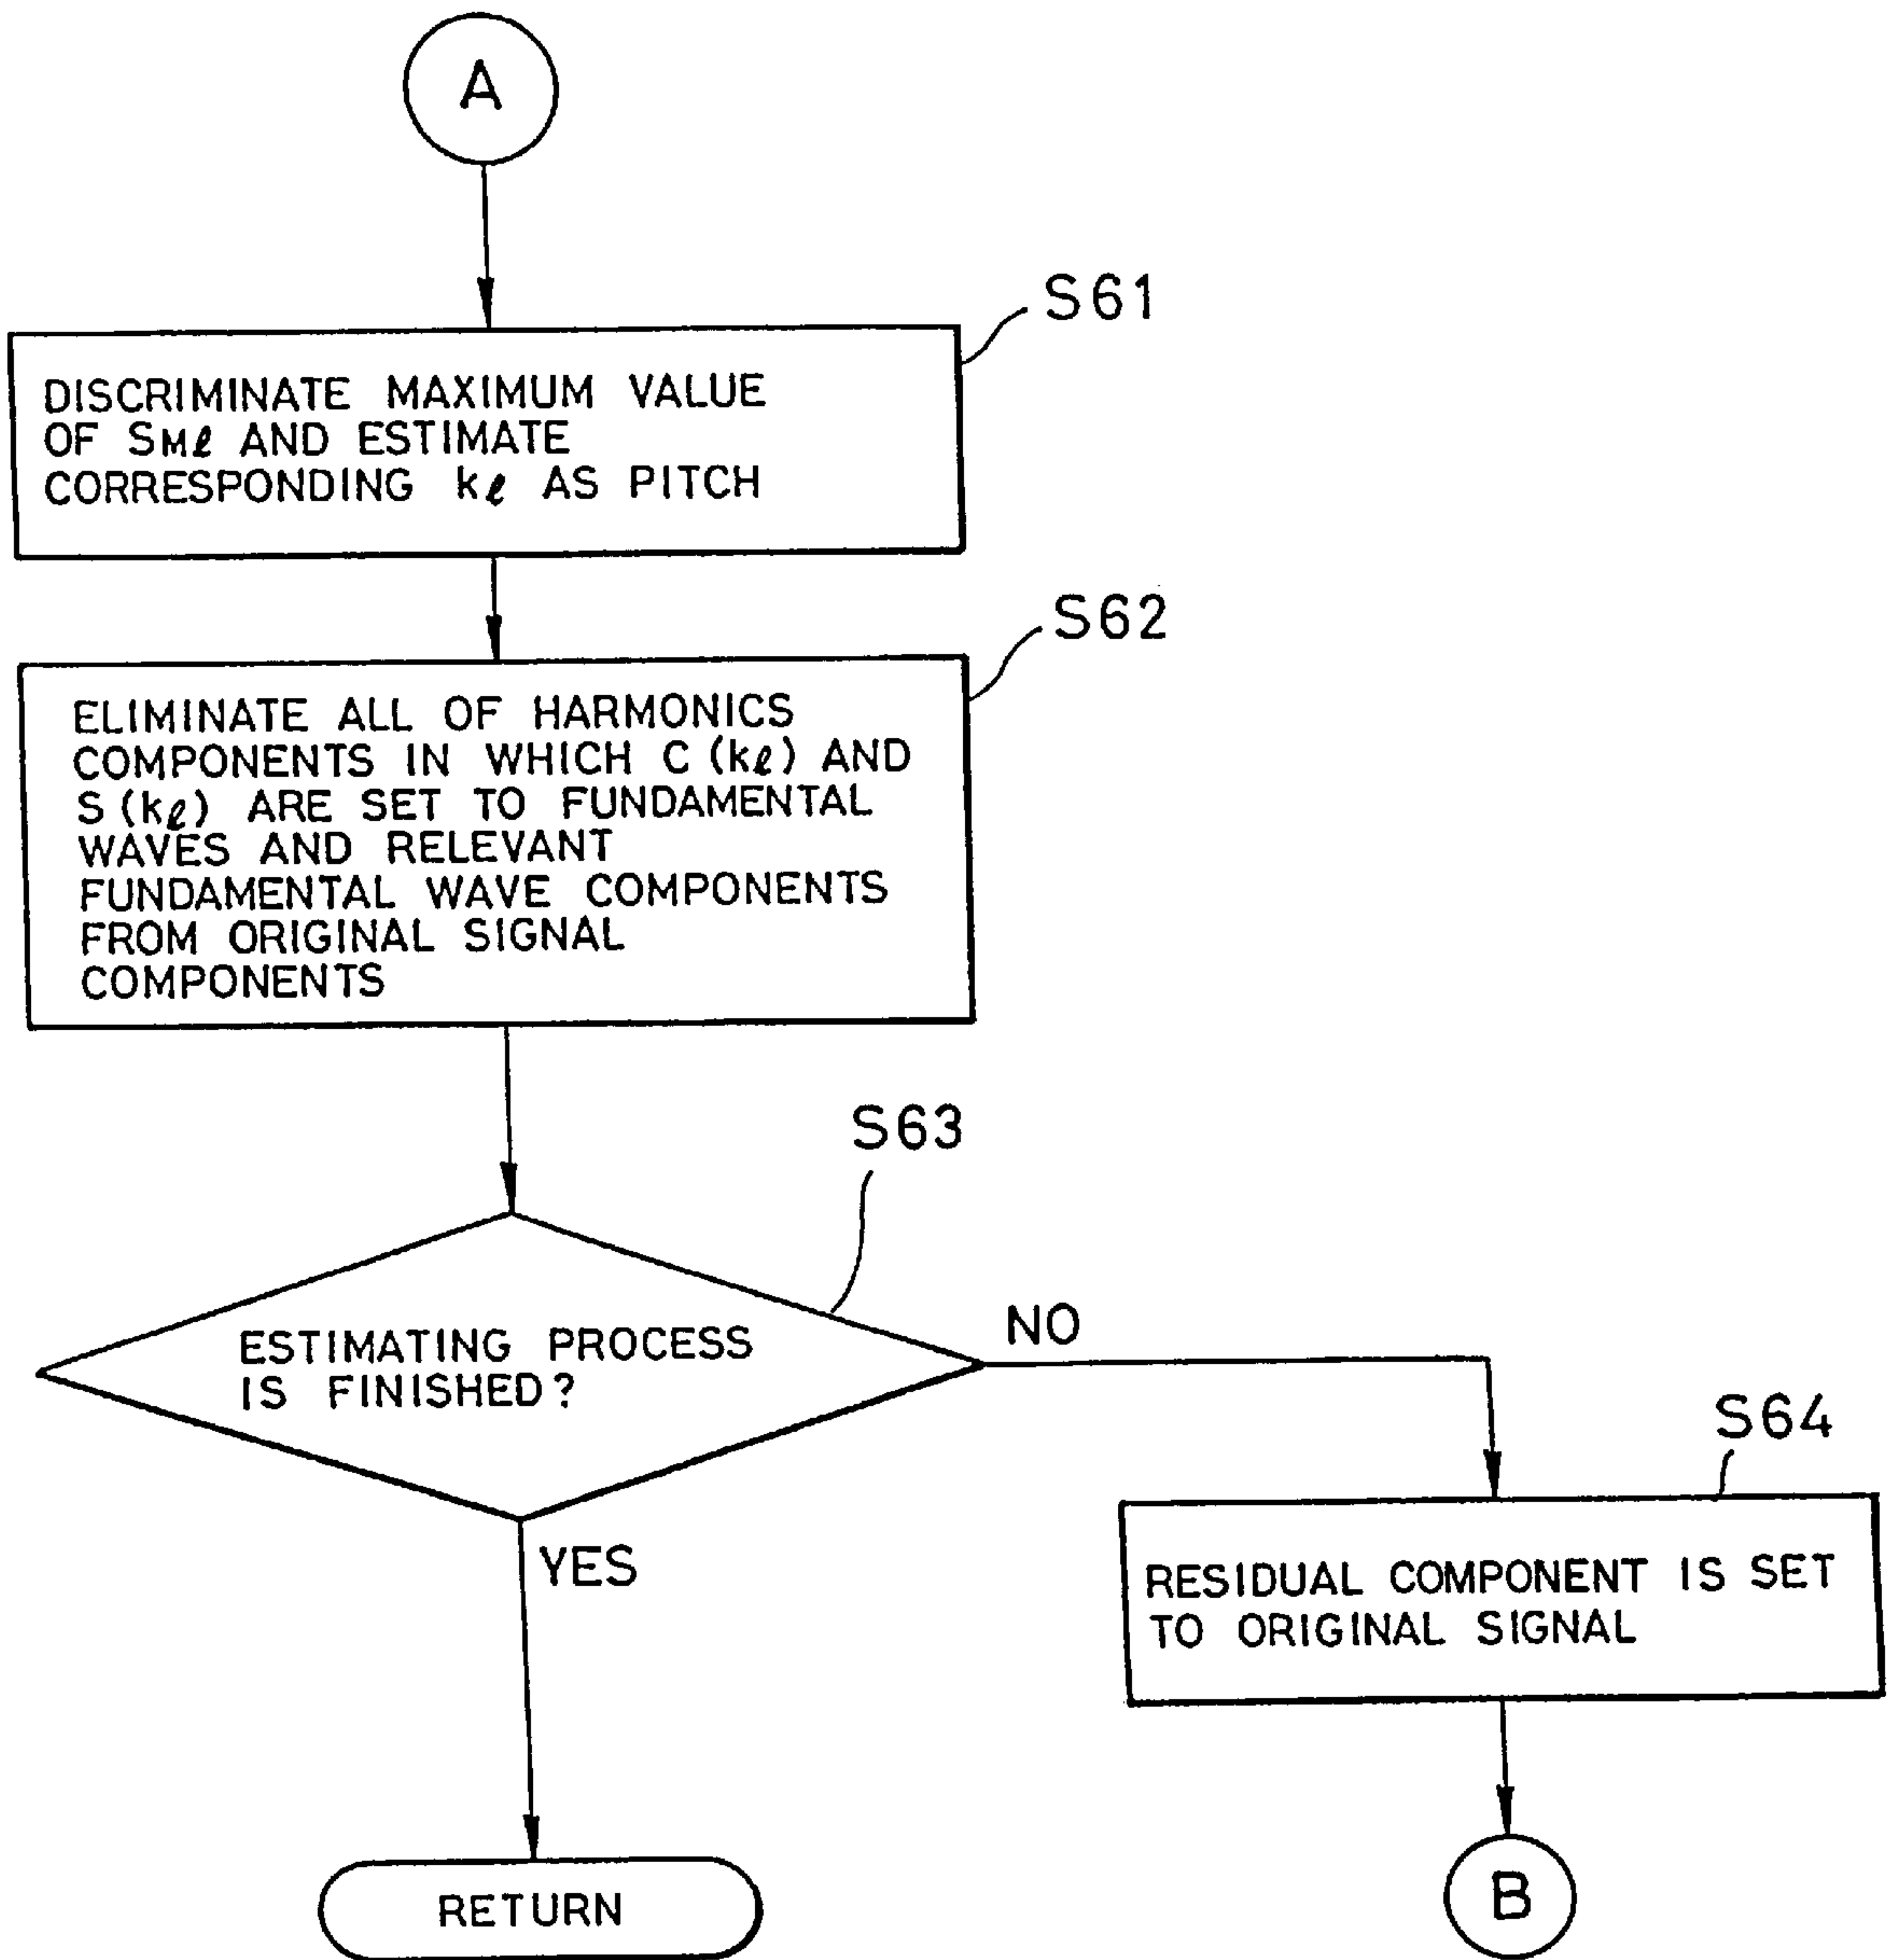 A
S61
DISCRIMINATE MAXIMUM VALUE
OF SMℓ AND ESTIMATE
CORRESPONDING kℓ AS PITCH
S62
ELIMINATE ALL OF HARMONICS
COMPONENTS IN WHICH C(kℓ) AND
S(kℓ) ARE SET TO FUNDAMENTAL
WAVES AND RELEVANT
FUNDAMENTAL WAVE COMPONENTS
FROM ORIGINAL SIGNAL
COMPONENTS
S63
ESTIMATING PROCESS
IS FINISHED?
NO
YES
S64
RESIDUAL COMPONENT IS SET
TO ORIGINAL SIGNAL
RETURN
B